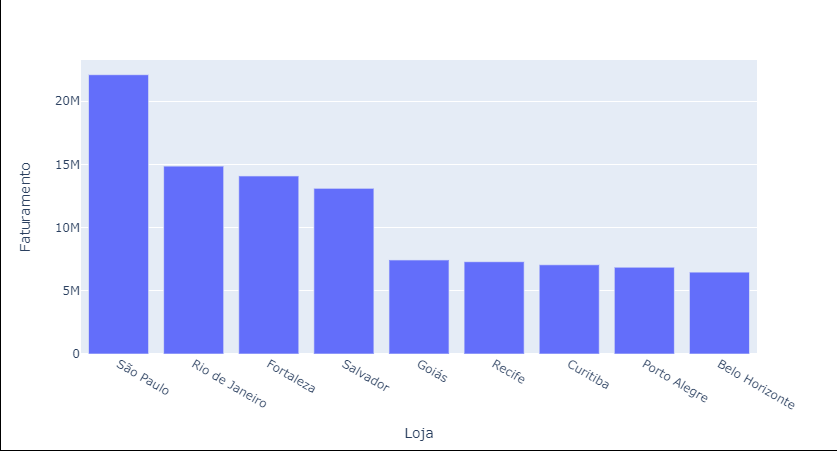 20M
15M
10M
5M
0
Faturamento
São Paulo
Rio de Janeiro
Fortaleza
Salvador
Goiás
Recife
Curitiba
Porto Alegre
Belo Horizonte
Loja